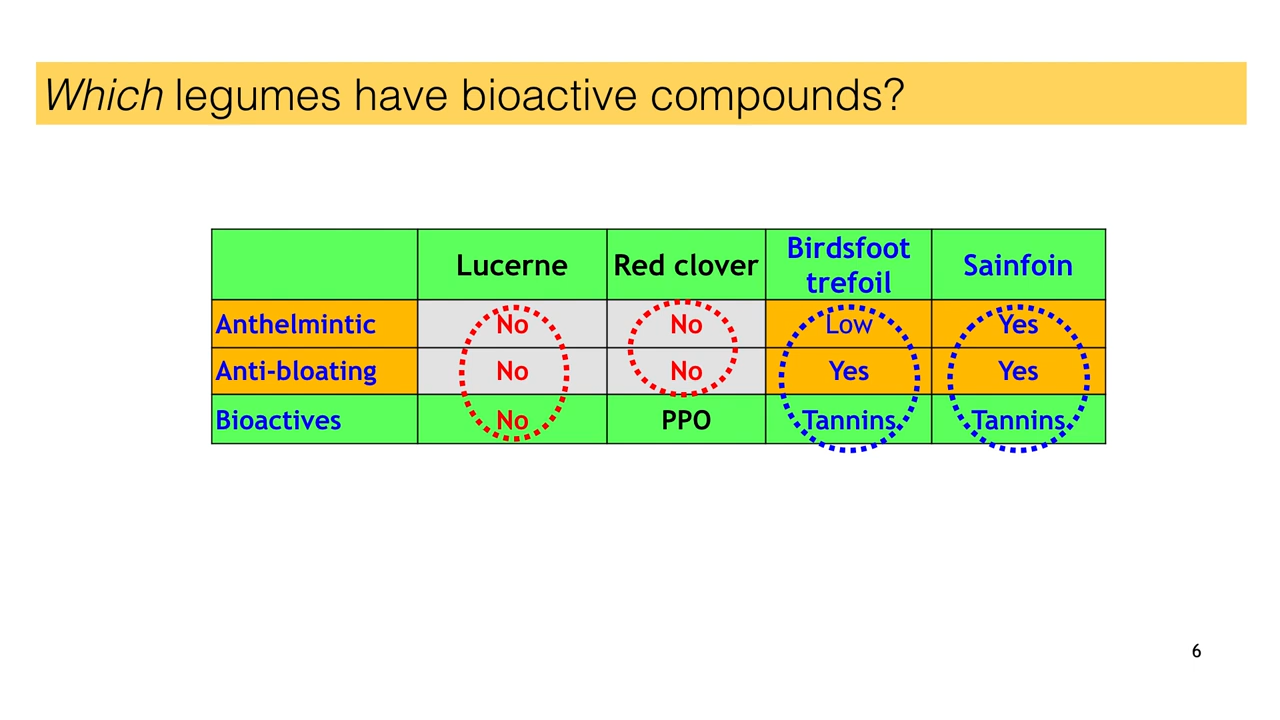 Which legumes have bioactive compounds?
Lucerne Red clover Birdsfoot trefoil Sainfoin
Anthelmintic No No Low Yes
Anti-bloating No No Yes Yes
Bioactives No PPO Tannins Tannins
6